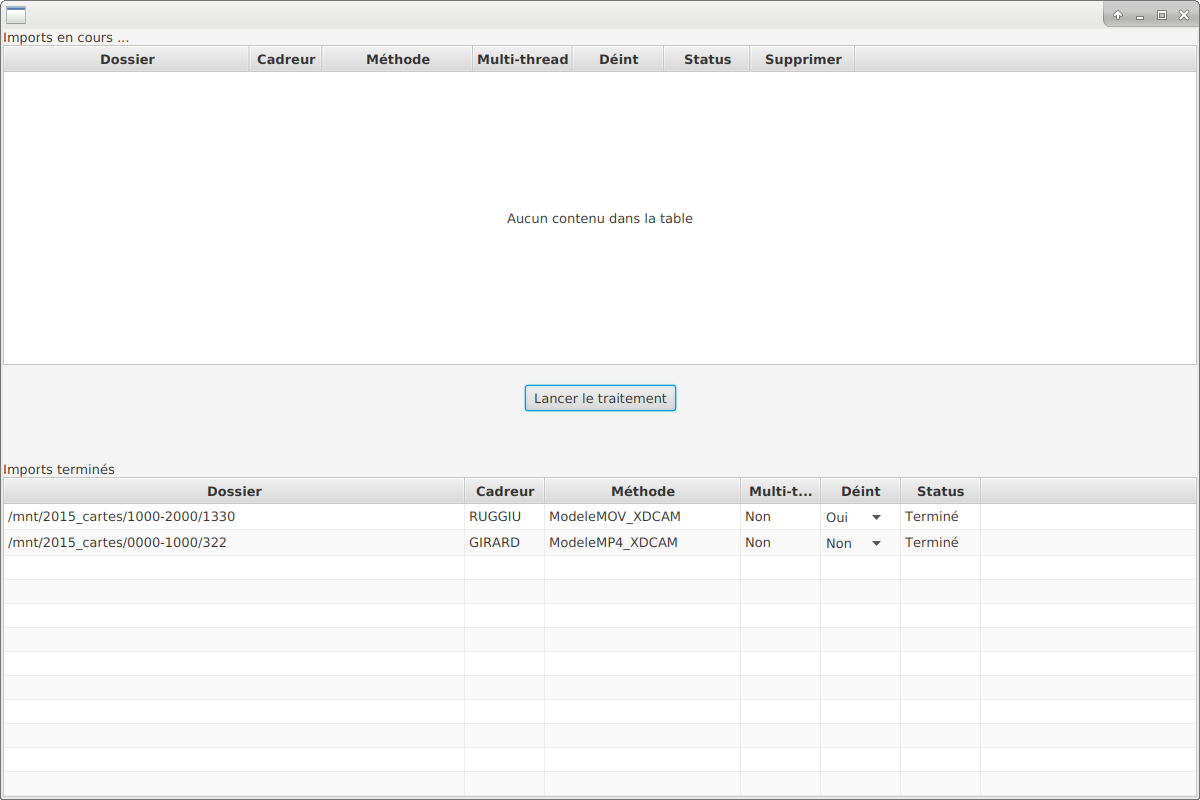 Imports en cours ...
Dossier Cadreur Méthode Multi-thread Déint Status Supprimer
Aucun contenu dans la table
Lancer le traitement
Imports terminés
Dossier Cadreur Méthode Multi-t... Déint Status
/mnt/2015_cartes/1000-2000/1330 RUGGIU ModeleMOV_XDCAM Non Oui Terminé
/mnt/2015_cartes/0000-1000/322 GIRARD ModeleMP4_XDCAM Non Non Terminé